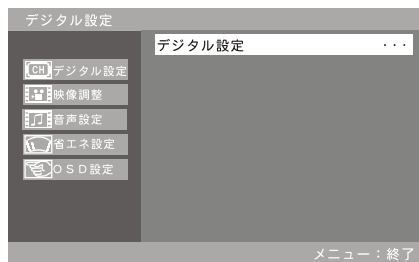 デジタル設定
デジタル設定 ・・・
CH デジタル設定
映像調整
音声設定
省エネ設定
ＯＳＤ設定
メニュー：終了